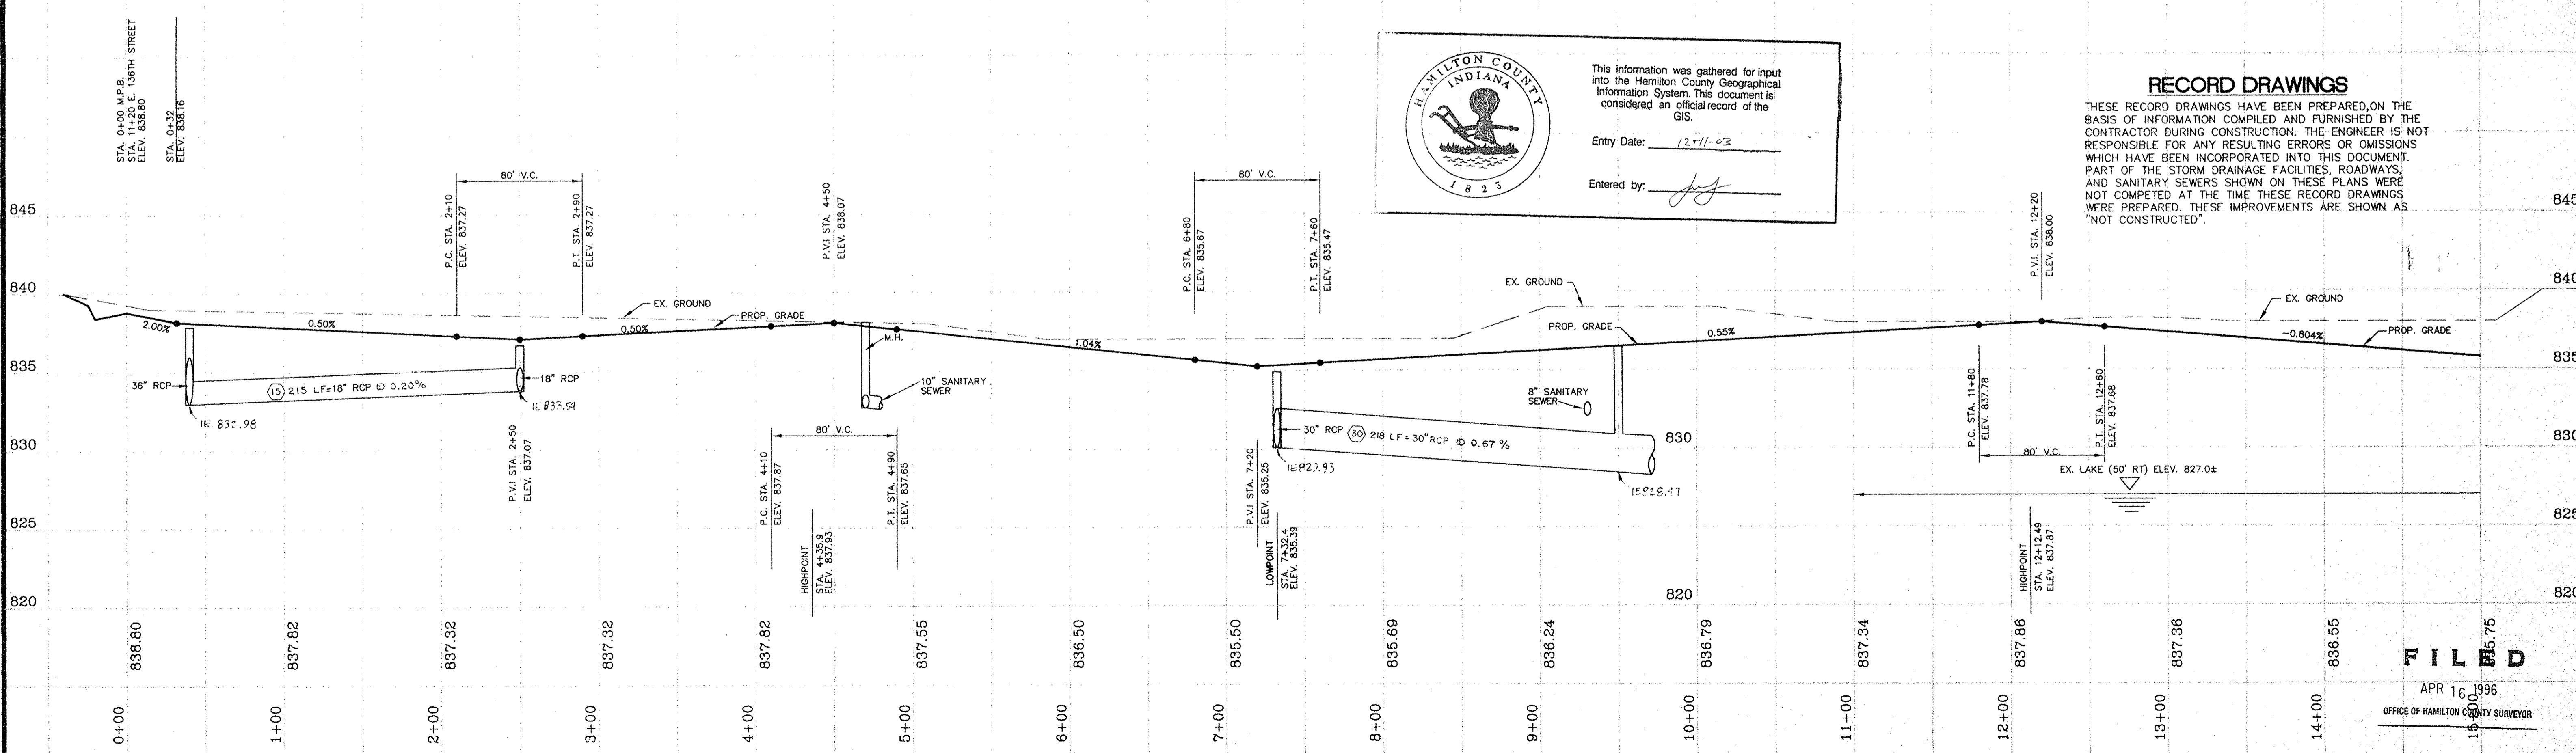 STA. 0+00 M.P.B.
STA. 11+20 E. 136TH STREET
ELEV. 838.80
STA. 0+32
ELEV. 838.16
HAMILTON COUNTY
INDIANA
1823
This information was gathered for input
into the Hamilton County Geographical
Information System. This document is
considered an official record of the
GIS.
Entry Date: 12-11-03
Entered by:
RECORD DRAWINGS
THESE RECORD DRAWINGS HAVE BEEN PREPARED,ON THE
BASIS OF INFORMATION COMPILED AND FURNISHED BY THE
CONTRACTOR DURING CONSTRUCTION. THE ENGINEER IS NOT
RESPONSIBLE FOR ANY RESULTING ERRORS OR OMISSIONS
WHICH HAVE BEEN INCORPORATED INTO THIS DOCUMENT.
PART OF THE STORM DRAINAGE FACILITIES, ROADWAYS,
AND SANITARY SEWERS SHOWN ON THESE PLANS WERE
NOT COMPETED AT THE TIME THESE RECORD DRAWINGS
WERE PREPARED. THESE IMPROVEMENTS ARE SHOWN AS
"NOT CONSTRUCTED".
80' V.C.
P.C. STA. 2+10
ELEV. 837.27
P.T. STA. 2+90
ELEV. 837.27
P.V.I STA. 4+50
ELEV. 838.07
80' V.C.
P.C. STA. 6+80
ELEV. 835.67
P.T. STA. 7+60
ELEV. 835.47
P.V.I. STA. 12+20
ELEV. 838.00
845
840
835
830
825
820
845
840
835
830
825
820
2.00%
0.50%
0.50%
EX. GROUND
PROP. GRADE
M.H.
1.04%
EX. GROUND
PROP. GRADE
0.55%
EX. GROUND
-0.804%
PROP. GRADE
36" RCP
15 215 LF=18" RCP @ 0.20%
18" RCP
10" SANITARY
SEWER
8" SANITARY
SEWER
30" RCP
30 218 LF = 30" RCP @ 0.67 %
IE 829.93
830
820
P.V.I STA. 2+50
ELEV. 837.07
80' V.C.
P.C. STA. 4+10
ELEV. 837.87
P.T. STA. 4+90
ELEV. 837.65
HIGHPOINT
STA. 4+35.9
ELEV. 837.93
P.V.I STA. 7+20
ELEV. 835.25
LOWPOINT
STA. 7+32.4
ELEV. 835.39
P.C. STA. 11+80
ELEV. 837.78
P.T. STA. 12+60
ELEV. 837.68
80' V.C.
EX. LAKE (50' RT) ELEV. 827.0±
HIGHPOINT
STA. 12+12.49
ELEV. 837.87
838.80
837.82
837.32
837.32
837.82
837.55
836.50
835.50
835.69
836.24
836.79
837.34
837.86
837.36
836.55
0+00
1+00
2+00
3+00
4+00
5+00
6+00
7+00
8+00
9+00
10+00
11+00
12+00
13+00
14+00
15+00
FILED
APR 16 1996
OFFICE OF HAMILTON COUNTY SURVEYOR